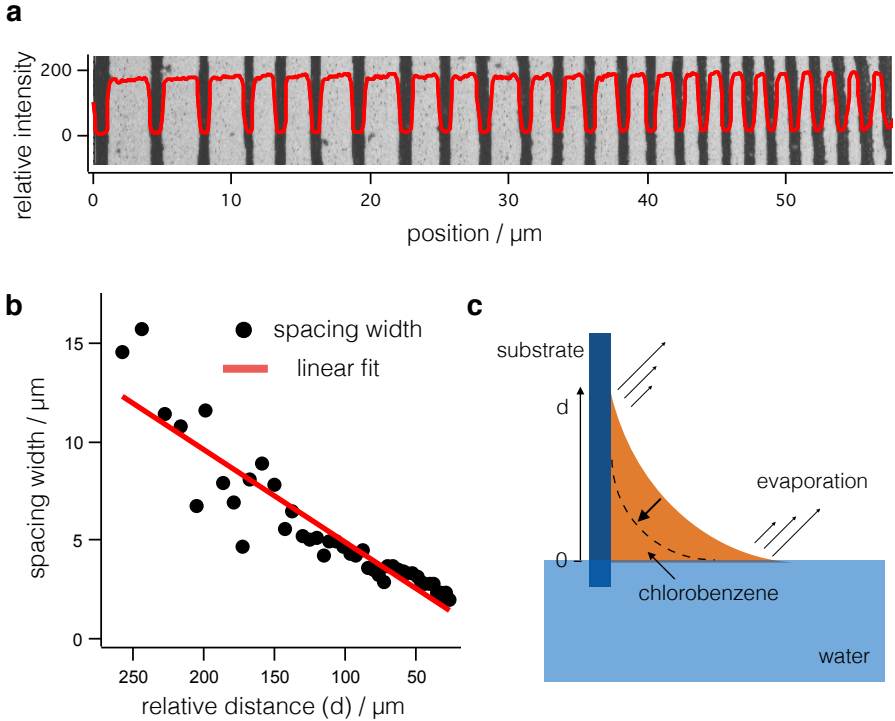 a
relative intensity
200
0
0 10 20 30 40 50
position / µm
b
spacing width / µm
15
10
5
0
spacing width
linear fit
250 200 150 100 50
relative distance (d) / µm
c
substrate
d
0
evaporation
chlorobenzene
water